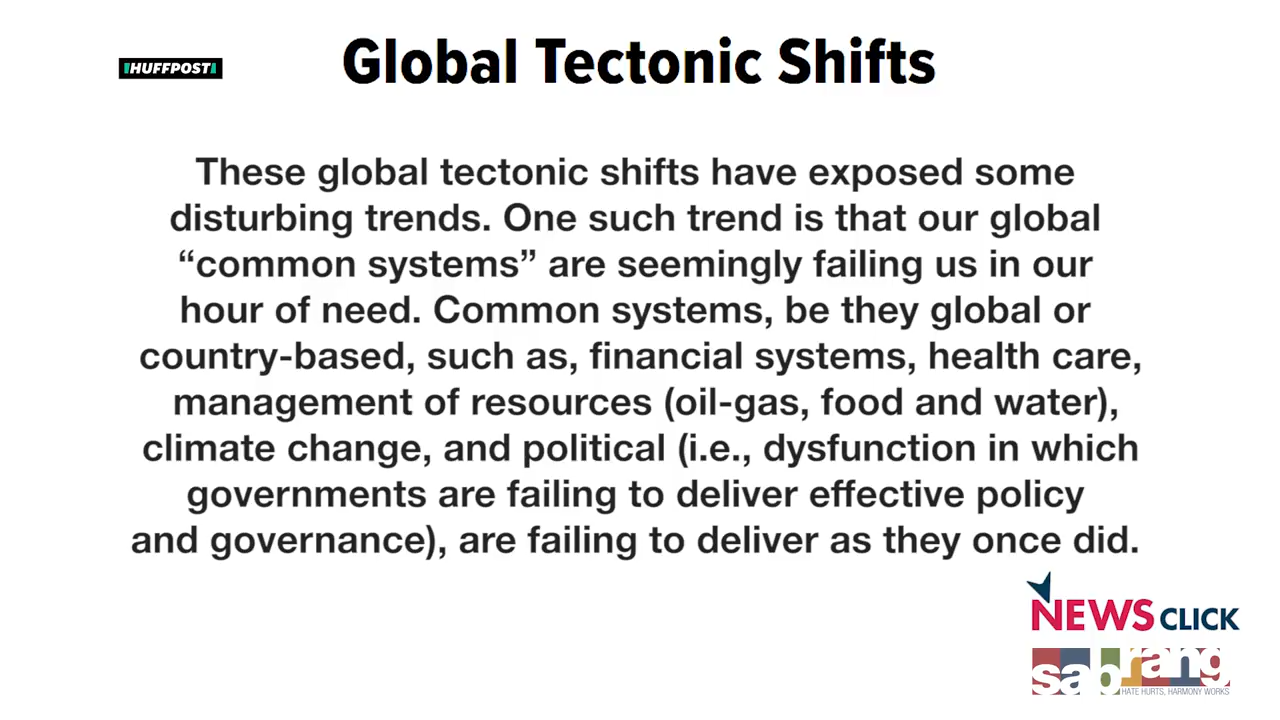 HUFFPOST
Global Tectonic Shifts
These global tectonic shifts have exposed some
disturbing trends. One such trend is that our global
“common systems” are seemingly failing us in our
hour of need. Common systems, be they global or
country-based, such as, financial systems, health care,
management of resources (oil-gas, food and water),
climate change, and political (i.e., dysfunction in which
governments are failing to deliver effective policy
and governance), are failing to deliver as they once did.
NEWS CLICK
sabrang
HATE HURTS, HARMONY WORKS